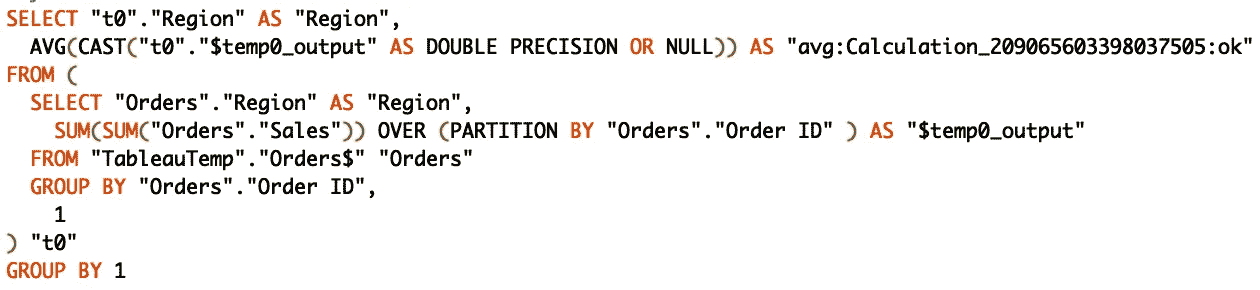 SELECT "t0"."Region" AS "Region",
AVG(CAST("t0"."$temp0_output" AS DOUBLE PRECISION OR NULL)) AS "avg:Calculation_209065603398037505:ok"
FROM (
SELECT "Orders"."Region" AS "Region",
SUM(SUM("Orders"."Sales")) OVER (PARTITION BY "Orders"."Order ID" ) AS "$temp0_output"
FROM "TableauTemp"."Orders$" "Orders"
GROUP BY "Orders"."Order ID",
1
) "t0"
GROUP BY 1